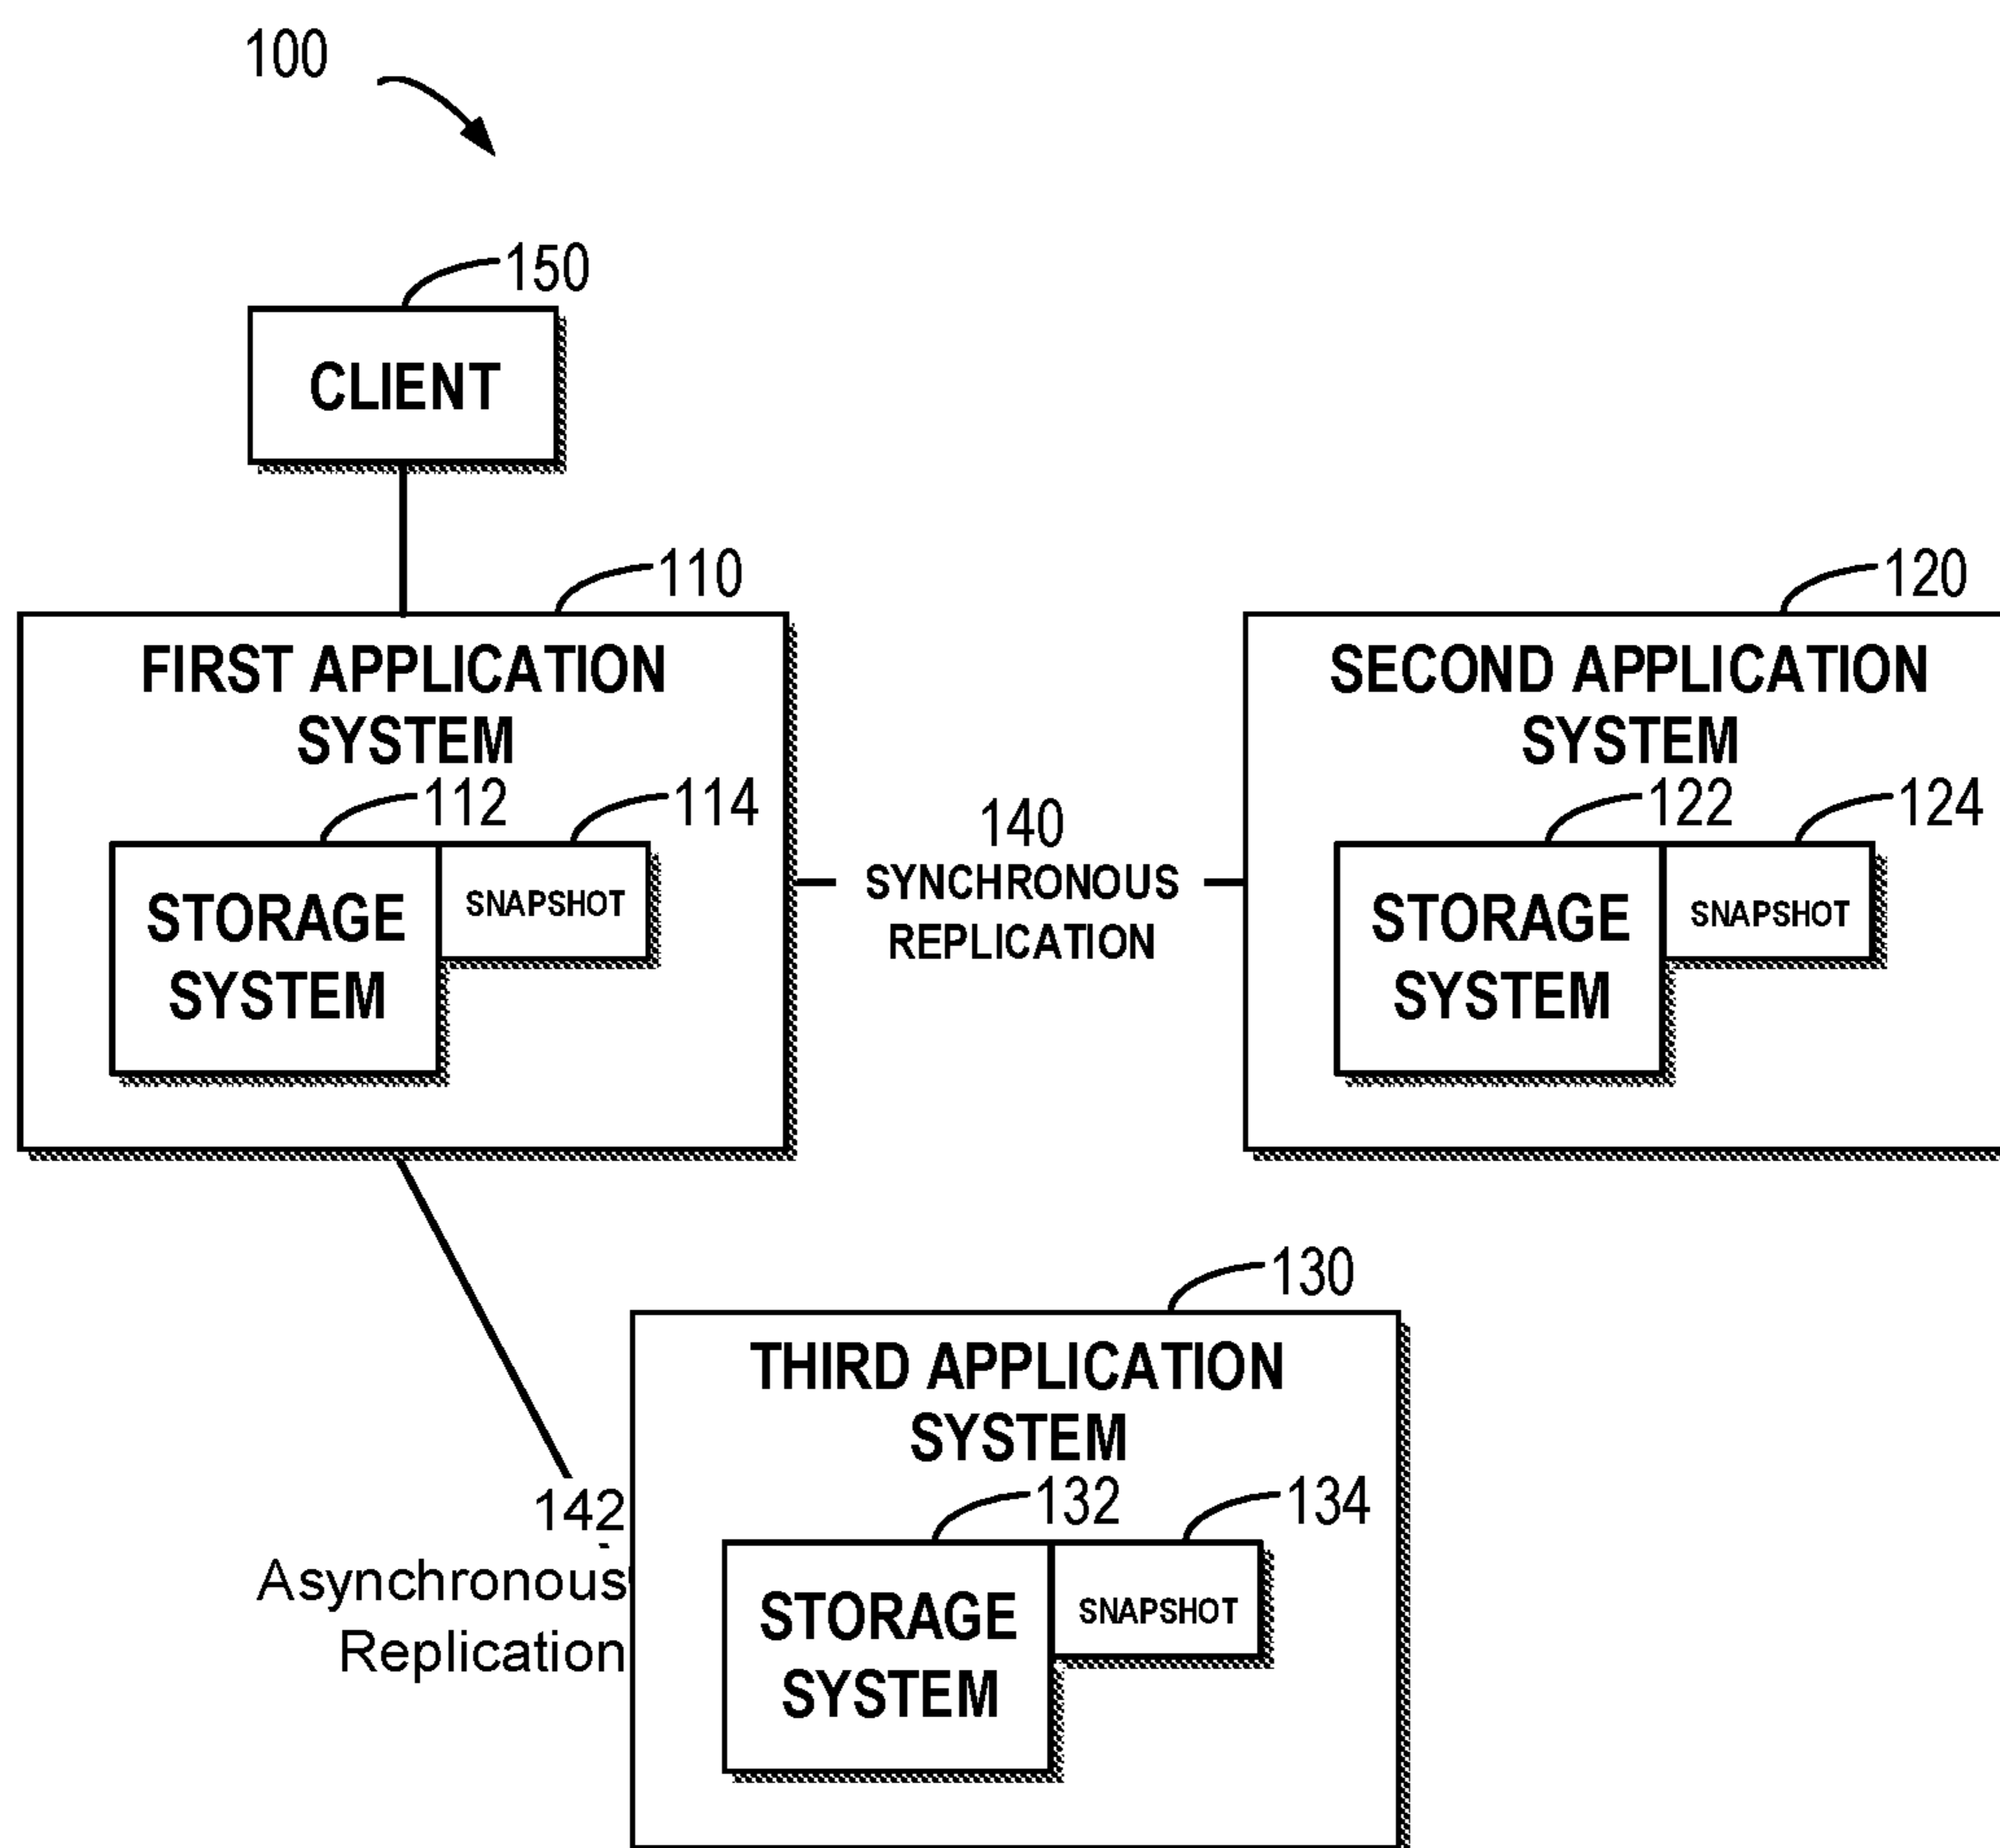 100
150
CLIENT
110
FIRST APPLICATION
SYSTEM
112
114
STORAGE
SYSTEM
SNAPSHOT
140
SYNCHRONOUS
REPLICATION
120
SECOND APPLICATION
SYSTEM
122
124
STORAGE
SYSTEM
SNAPSHOT
142
Asynchronous
Replication
130
THIRD APPLICATION
SYSTEM
132
134
STORAGE
SYSTEM
SNAPSHOT